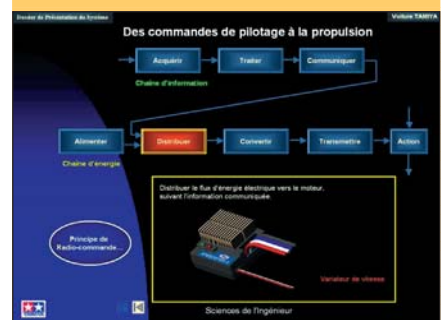 Dossier de Présentation du Système
Voiture TAMIYA
Des commandes de pilotage à la propulsion
Acquérir
Traiter
Communiquer
Chaîne d'information
Alimenter
Distribuer
Convertir
Transmettre
Action
Chaîne d'énergie
Distribuer le flux d'énergie électrique vers le moteur,
suivant l'information communiquée.
Principe de
Radio-commande...
Variateur de vitesse
Sciences de l'Ingénieur